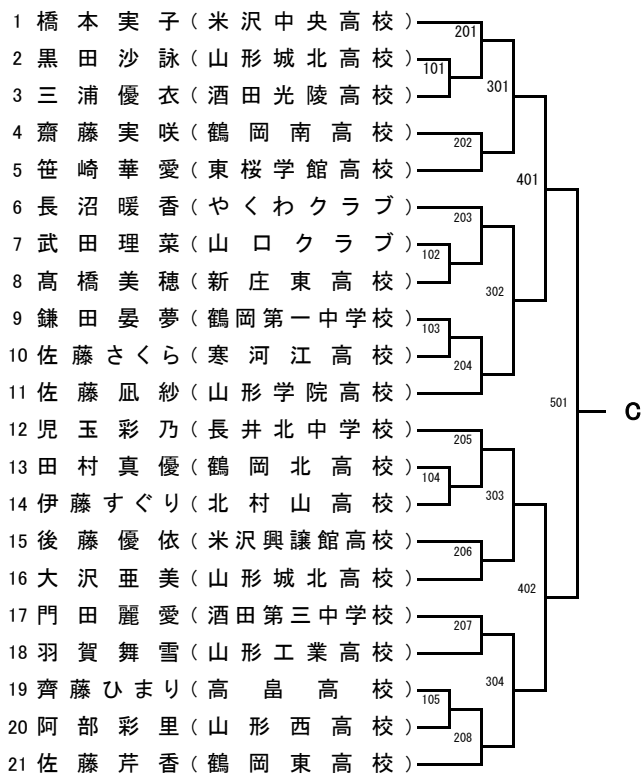 1 橋本実子(米沢中央高校)
201
2 黒田沙詠(山形城北高校)
101
301
3 三浦優衣(酒田光陵高校)
4 齋藤実咲(鶴岡南高校)
202
5 笹崎華愛(東桜学館高校)
401
6 長沼暖香(やくわクラブ)
203
7 武田理菜(山口クラブ)
102
8 髙橋美穂(新庄東高校)
302
9 鎌田晏夢(鶴岡第一中学校)
103
10 佐藤さくら(寒河江高校)
204
11 佐藤凪紗(山形学院高校)
501
C
12 児玉彩乃(長井北中学校)
205
13 田村真優(鶴岡北高校)
104
303
14 伊藤すぐり(北村山高校)
15 後藤優依(米沢興譲館高校)
206
16 大沢亜美(山形城北高校)
402
17 門田麗愛(酒田第三中学校)
207
18 羽賀舞雪(山形工業高校)
19 齊藤ひまり(高畠高校)
105
304
20 阿部彩里(山形西高校)
208
21 佐藤芹香(鶴岡東高校)